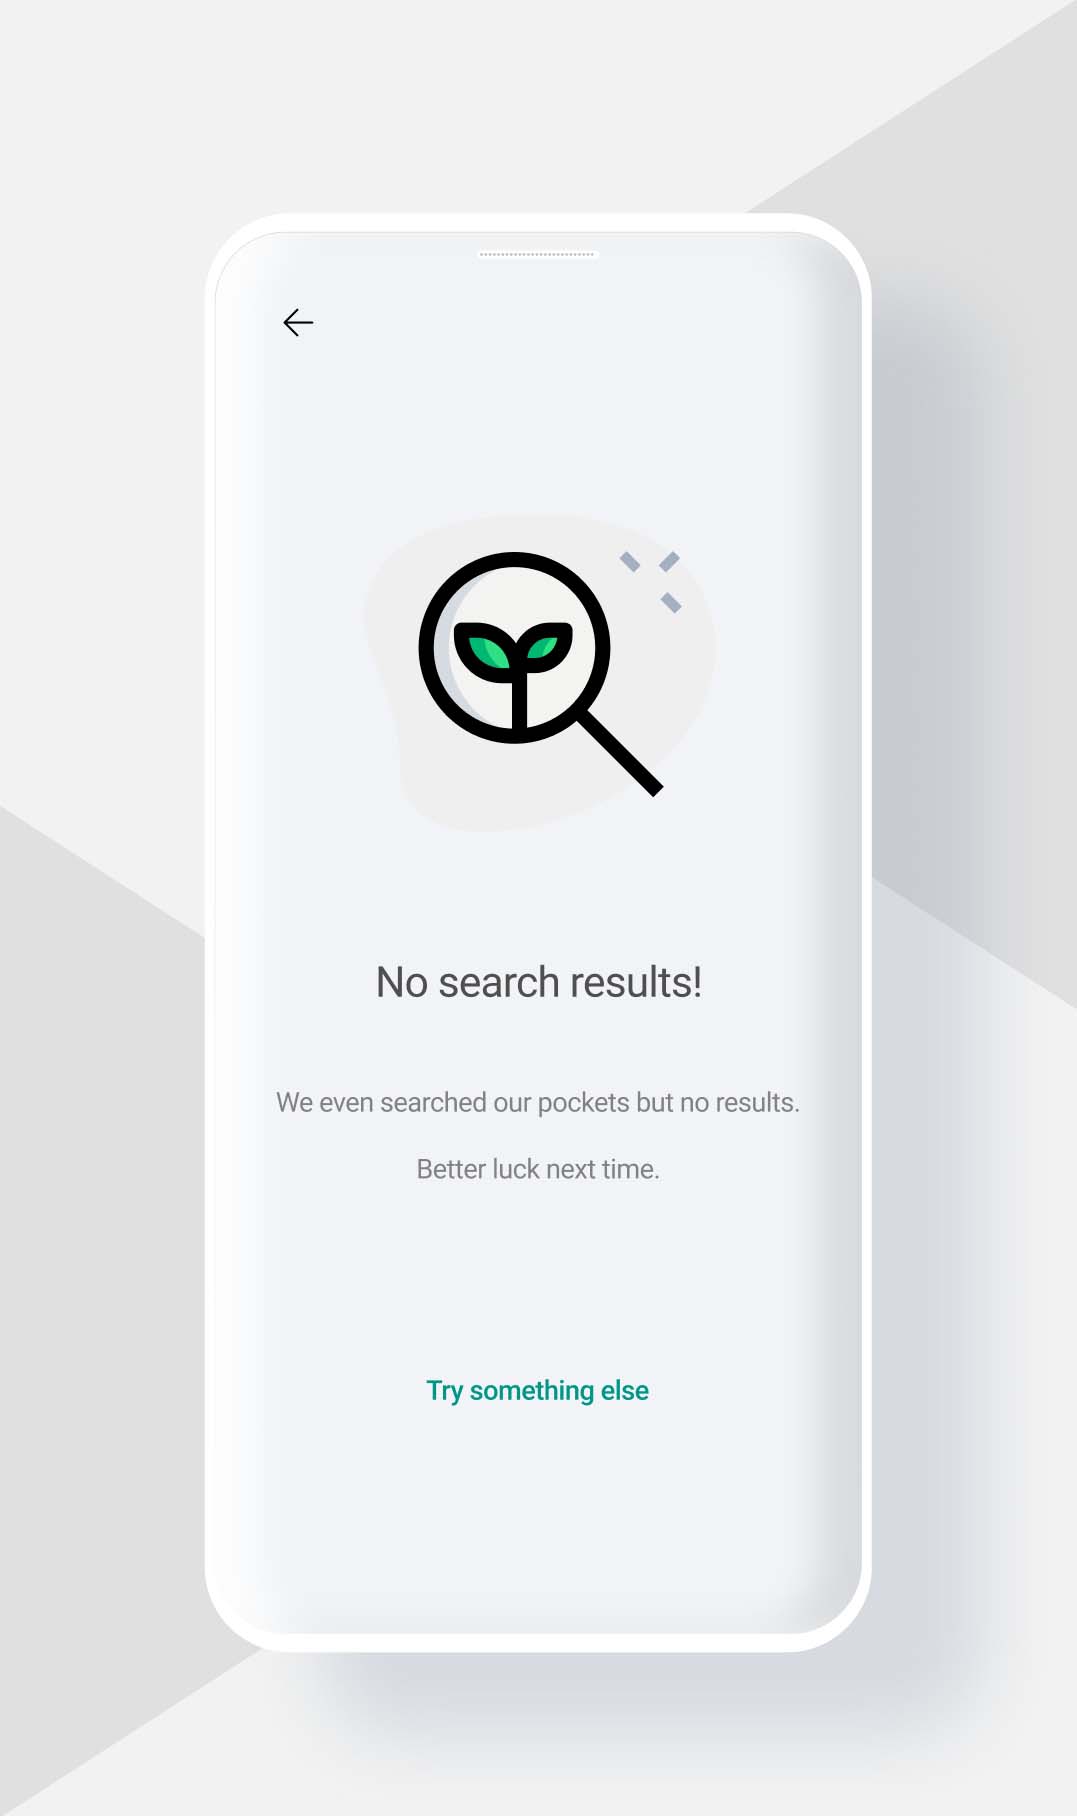 No search results!
We even searched our pockets but no results.
Better luck next time.
Try something else